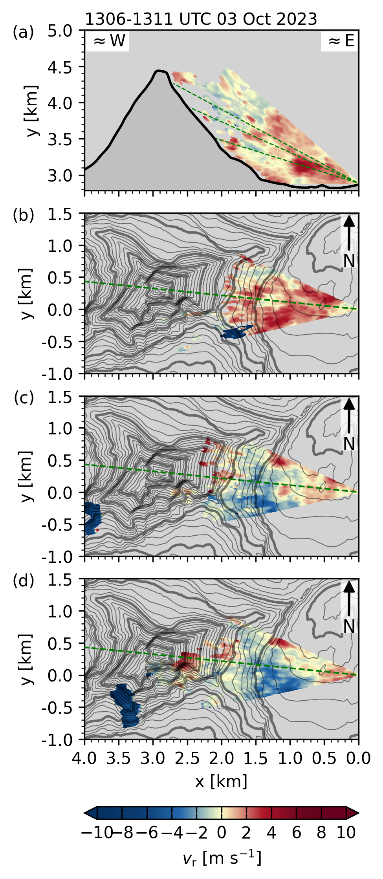 1306-1311 UTC 03 Oct 2023
(a)
≈ W ≈ E
5.0
4.5
4.0
3.5
3.0
y [km]
(b)
1.5
1.0
0.5
0.0
-0.5
-1.0
y [km]
N
(c)
1.5
1.0
0.5
0.0
-0.5
-1.0
y [km]
N
(d)
1.5
1.0
0.5
0.0
-0.5
-1.0
y [km]
N
4.0 3.5 3.0 2.5 2.0 1.5 1.0 0.5 0.0
x [km]
−10 −8 −6 −4 −2 0 2 4 6 8 10
vr [m s⁻¹]